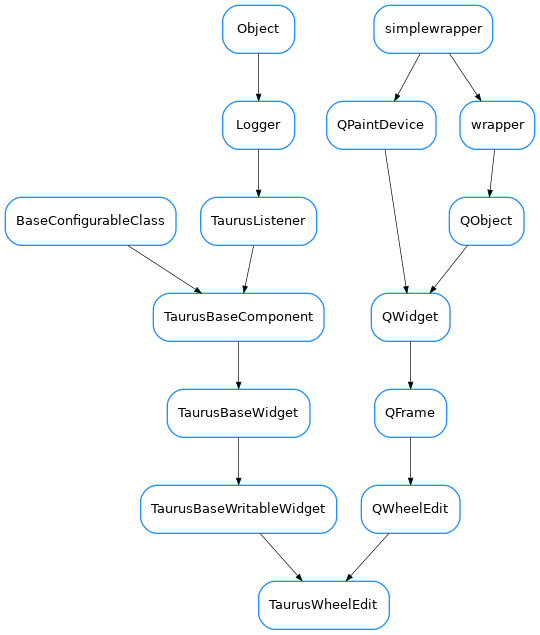 Object
simplewrapper
Logger
QPaintDevice
wrapper
BaseConfigurableClass
TaurusListener
QObject
TaurusBaseComponent
QWidget
TaurusBaseWidget
QFrame
TaurusBaseWritableWidget
QWheelEdit
TaurusWheelEdit